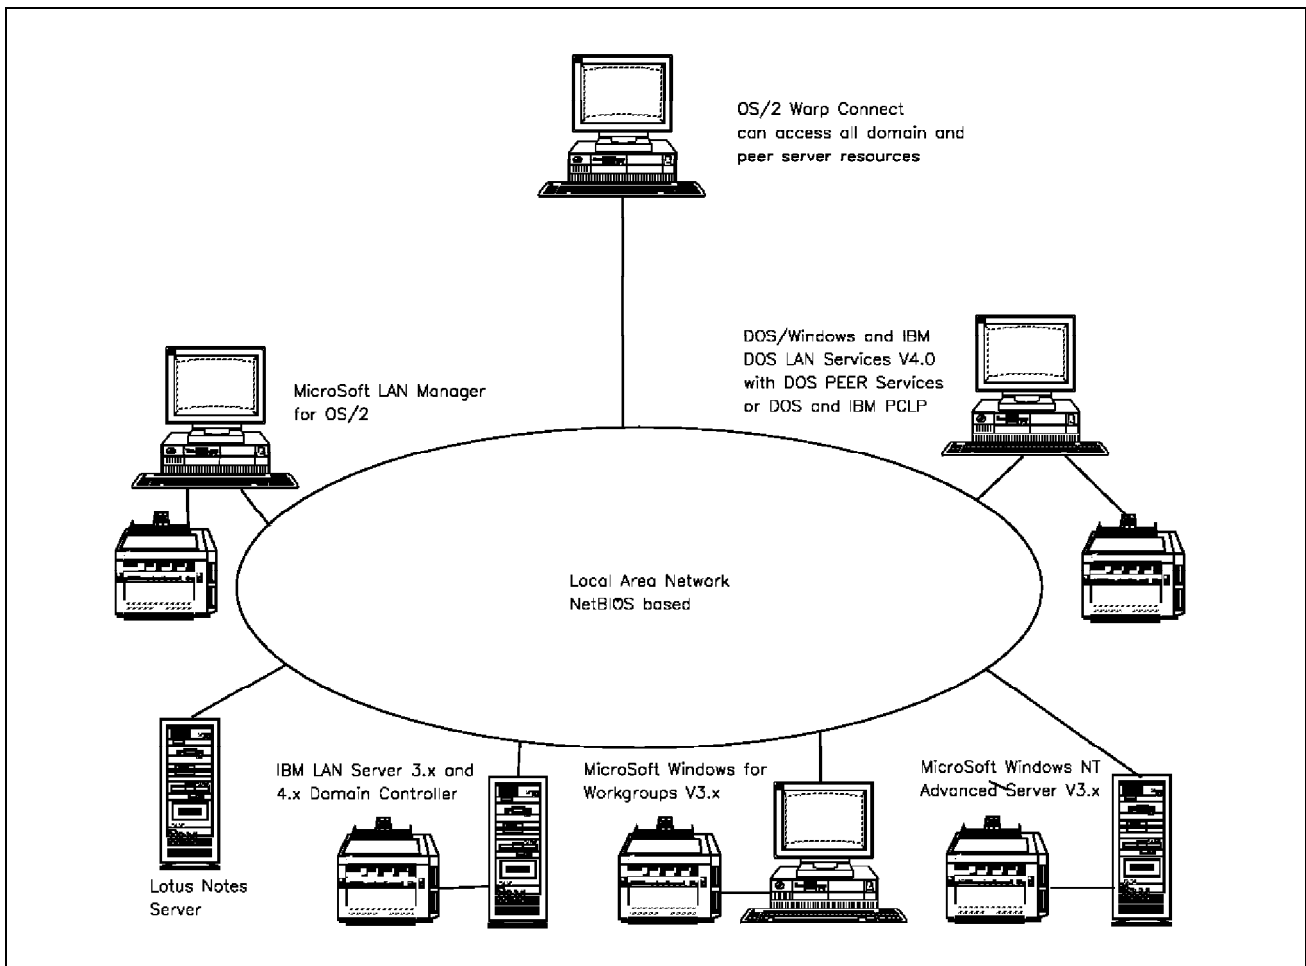 OS/2 Warp Connect
can access all domain and
peer server resources
DOS/Windows and IBM
DOS LAN Services V4.0
with DOS PEER Services
or DOS and IBM PCLP
MicroSoft LAN Manager
for OS/2
Local Area Network
NetBIOS based
IBM LAN Server 3.x and
4.x Domain Controller
MicroSoft Windows for
Workgroups V3.x
MicroSoft Windows NT
Advanced Server V3.x
Lotus Notes
Server